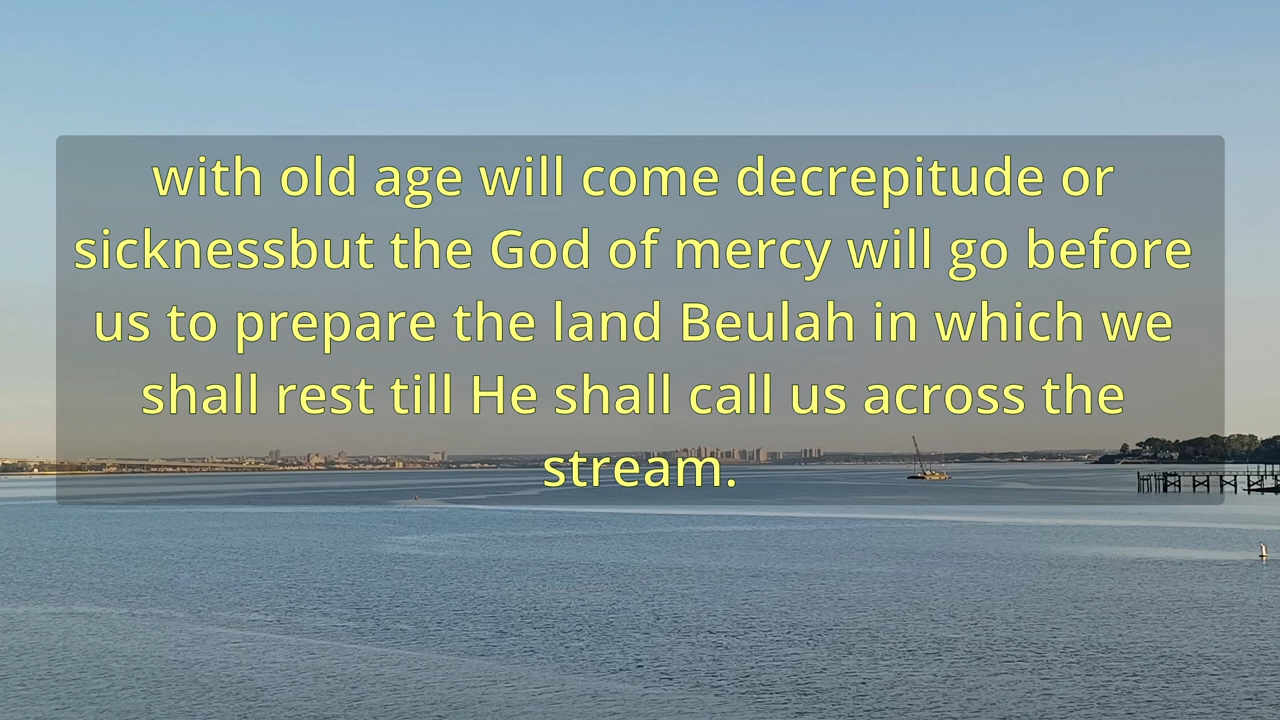 with old age will come decrepitude or
sicknessbut the God of mercy will go before
us to prepare the land Beulah in which we
shall rest till He shall call us across the
stream.